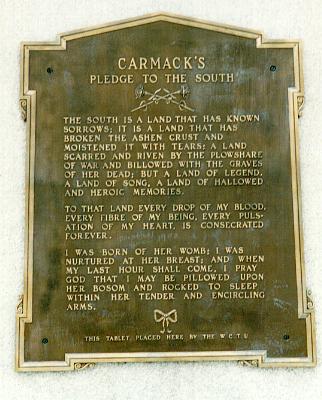 CARMACK'S
PLEDGE TO THE SOUTH
THE SOUTH IS A LAND THAT HAS KNOWN
SORROWS; IT IS A LAND THAT HAS
BROKEN THE ASHEN CRUST AND
MOISTENED IT WITH TEARS; A LAND
SCARRED AND RIVEN BY THE PLOWSHARE
OF WAR AND BILLOWED WITH THE GRAVES
OF HER DEAD; BUT A LAND OF LEGEND,
A LAND OF SONG, A LAND OF HALLOWED
AND HEROIC MEMORIES.
TO THAT LAND EVERY DROP OF MY BLOOD,
EVERY FIBRE OF MY BEING, EVERY PULS-
ATION OF MY HEART, IS CONSECRATED
FOREVER.
I WAS BORN OF HER WOMB; I WAS
NURTURED AT HER BREAST; AND WHEN
MY LAST HOUR SHALL COME, I PRAY
GOD THAT I MAY BE PILLOWED UPON
HER BOSOM AND ROCKED TO SLEEP
WITHIN HER TENDER AND ENCIRCLING
ARMS.
THIS TABLET PLACED HERE BY THE W.C.T.U.